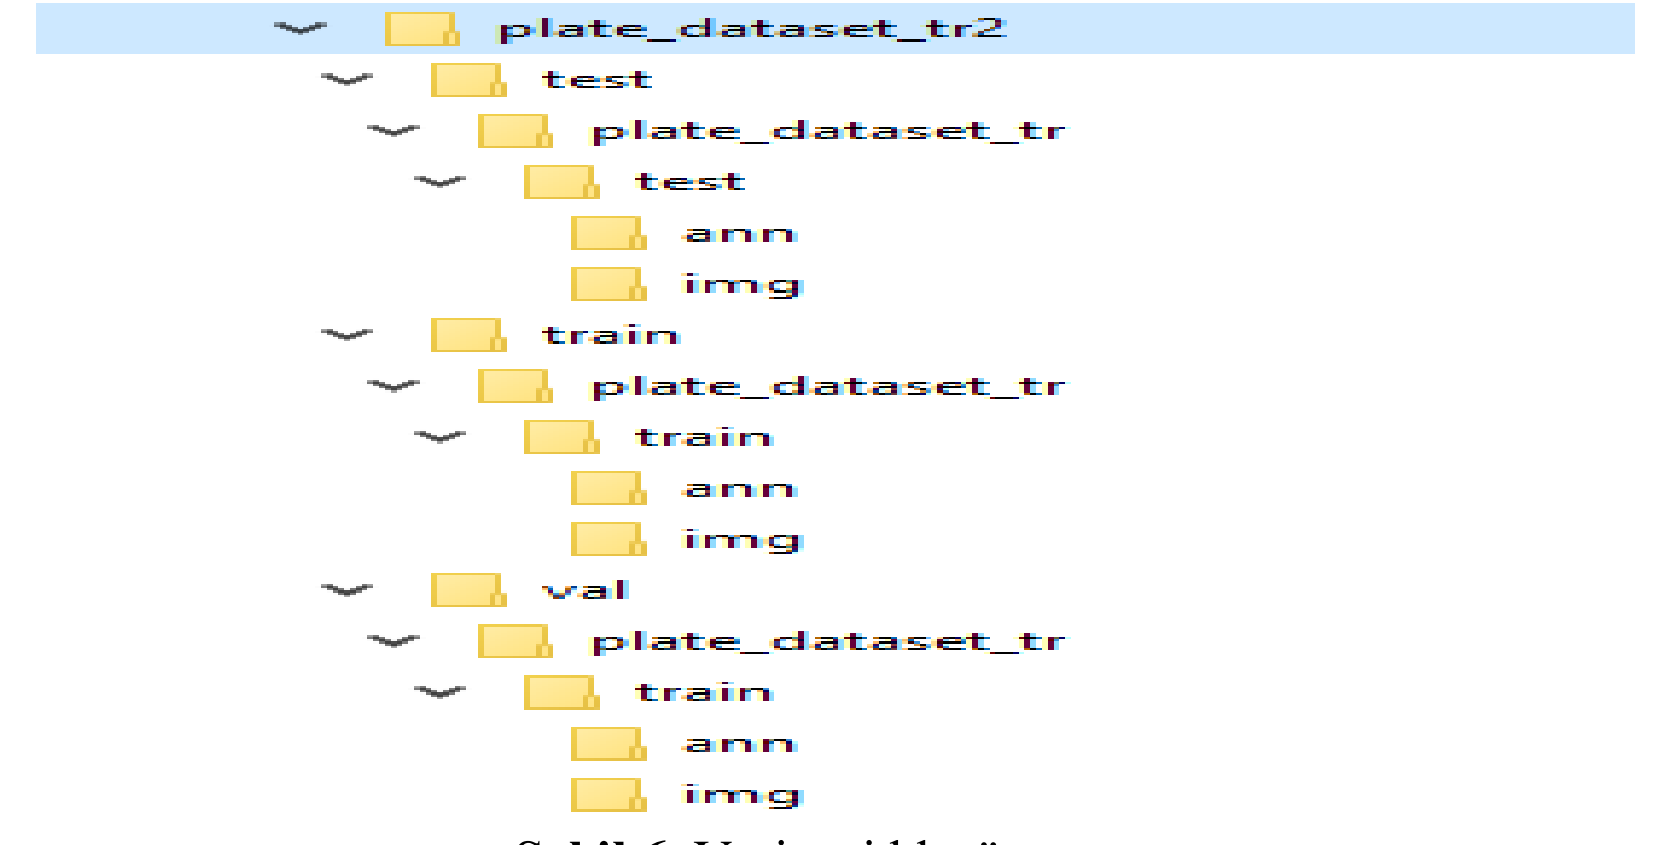 plate_dataset_tr2
test
plate_dataset_tr
test
ann
img
train
plate_dataset_tr
train
ann
img
val
plate_dataset_tr
train
ann
img